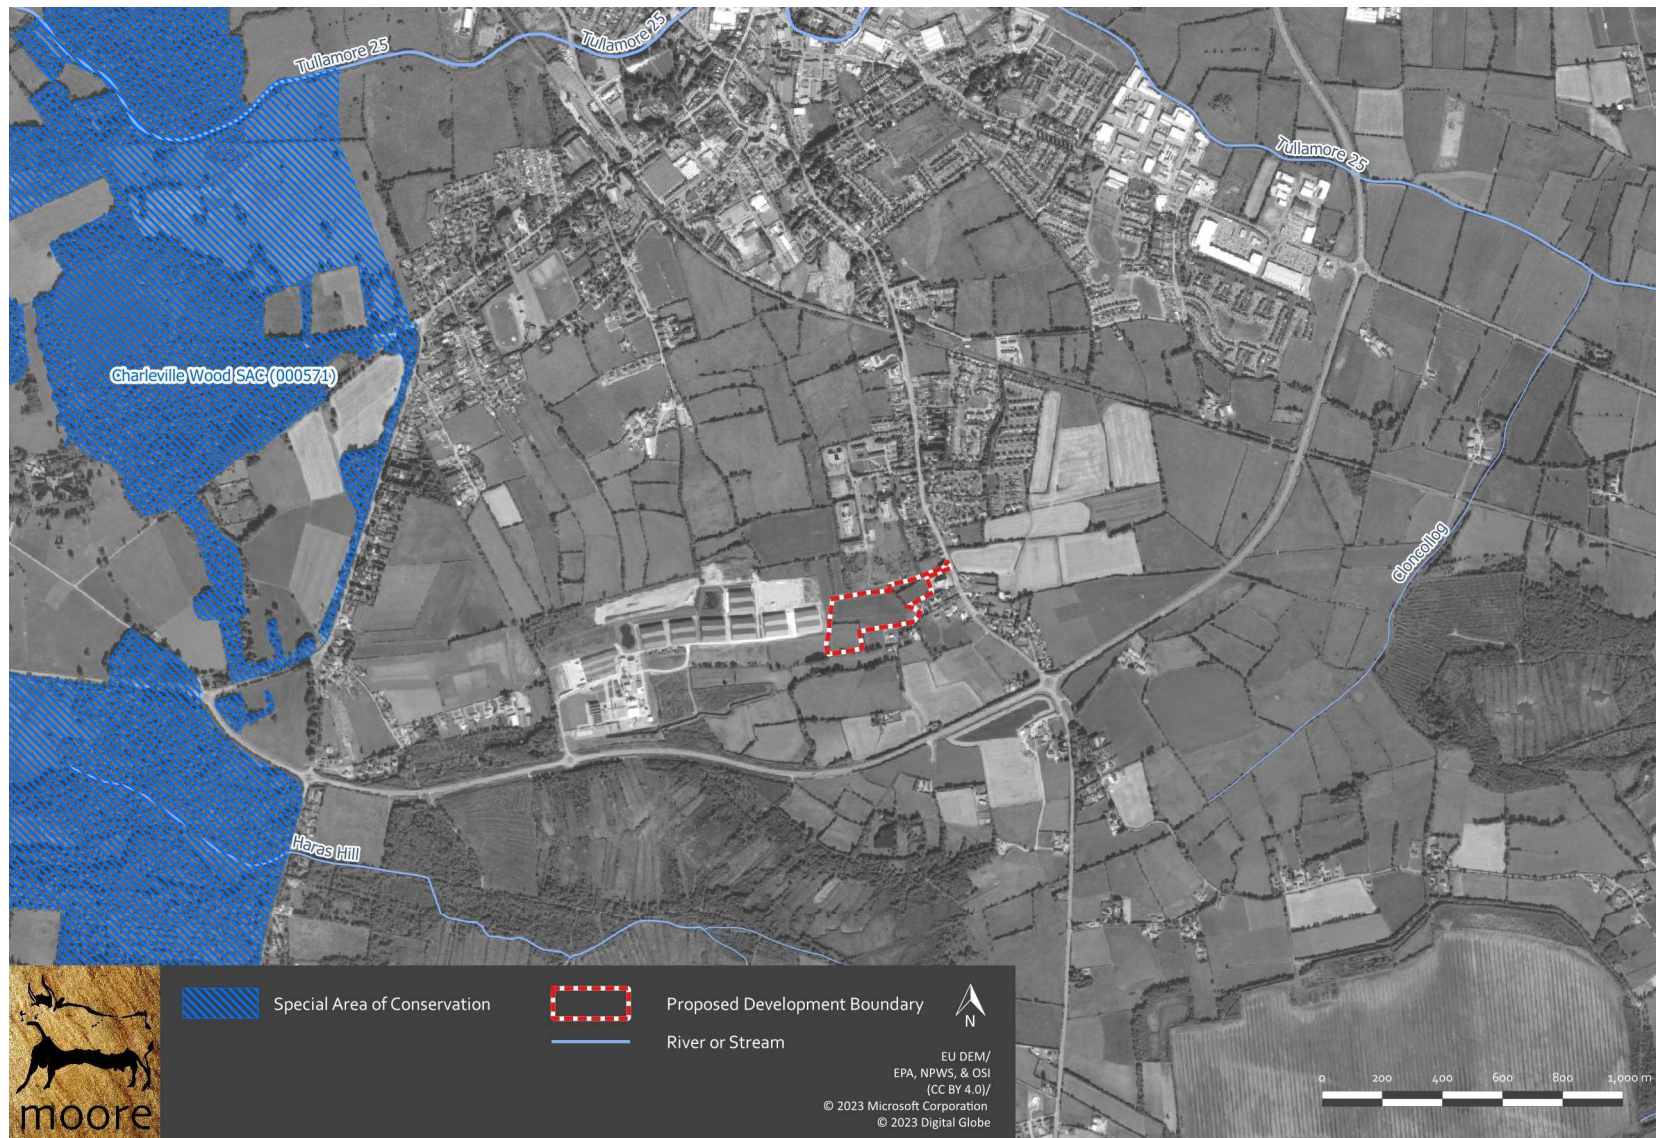 Tullamore 25
Tullamore 25
Tullamore 25
Charleville Wood SAC (000571)
Cloncollog
Haras Hill
Special Area of Conservation
Proposed Development Boundary
River or Stream
N
EU DEM/
EPA, NPWS, & OSI
(CC BY 4.0)/
© 2023 Microsoft Corporation
© 2023 Digital Globe
0 200 400 600 800 1,000 m
moore